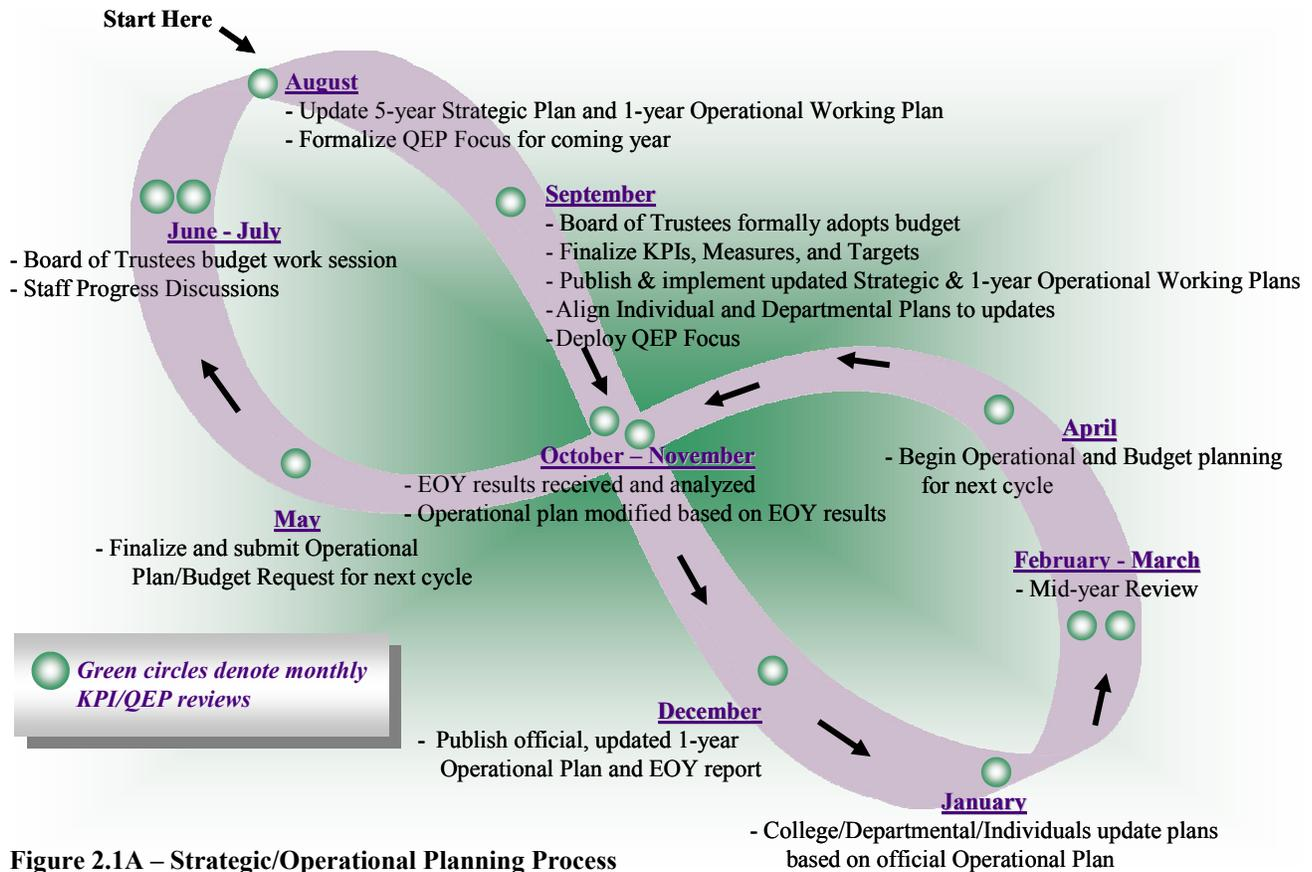 Start Here
August
- Update 5-year Strategic Plan and 1-year Operational Working Plan
- Formalize QEP Focus for coming year
September
- Board of Trustees formally adopts budget
- Finalize KPIs, Measures, and Targets
- Publish & implement updated Strategic & 1-year Operational Working Plans
- Align Individual and Departmental Plans to updates
- Deploy QEP Focus
October – November
- EOY results received and analyzed
- Operational plan modified based on EOY results
December
- Publish official, updated 1-year
Operational Plan and EOY report
January
- College/Departmental/Individuals update plans
based on official Operational Plan
February - March
- Mid-year Review
April
- Begin Operational and Budget planning
for next cycle
May
- Finalize and submit Operational
Plan/Budget Request for next cycle
June - July
- Board of Trustees budget work session
- Staff Progress Discussions
Green circles denote monthly
KPI/QEP reviews
Figure 2.1A – Strategic/Operational Planning Process